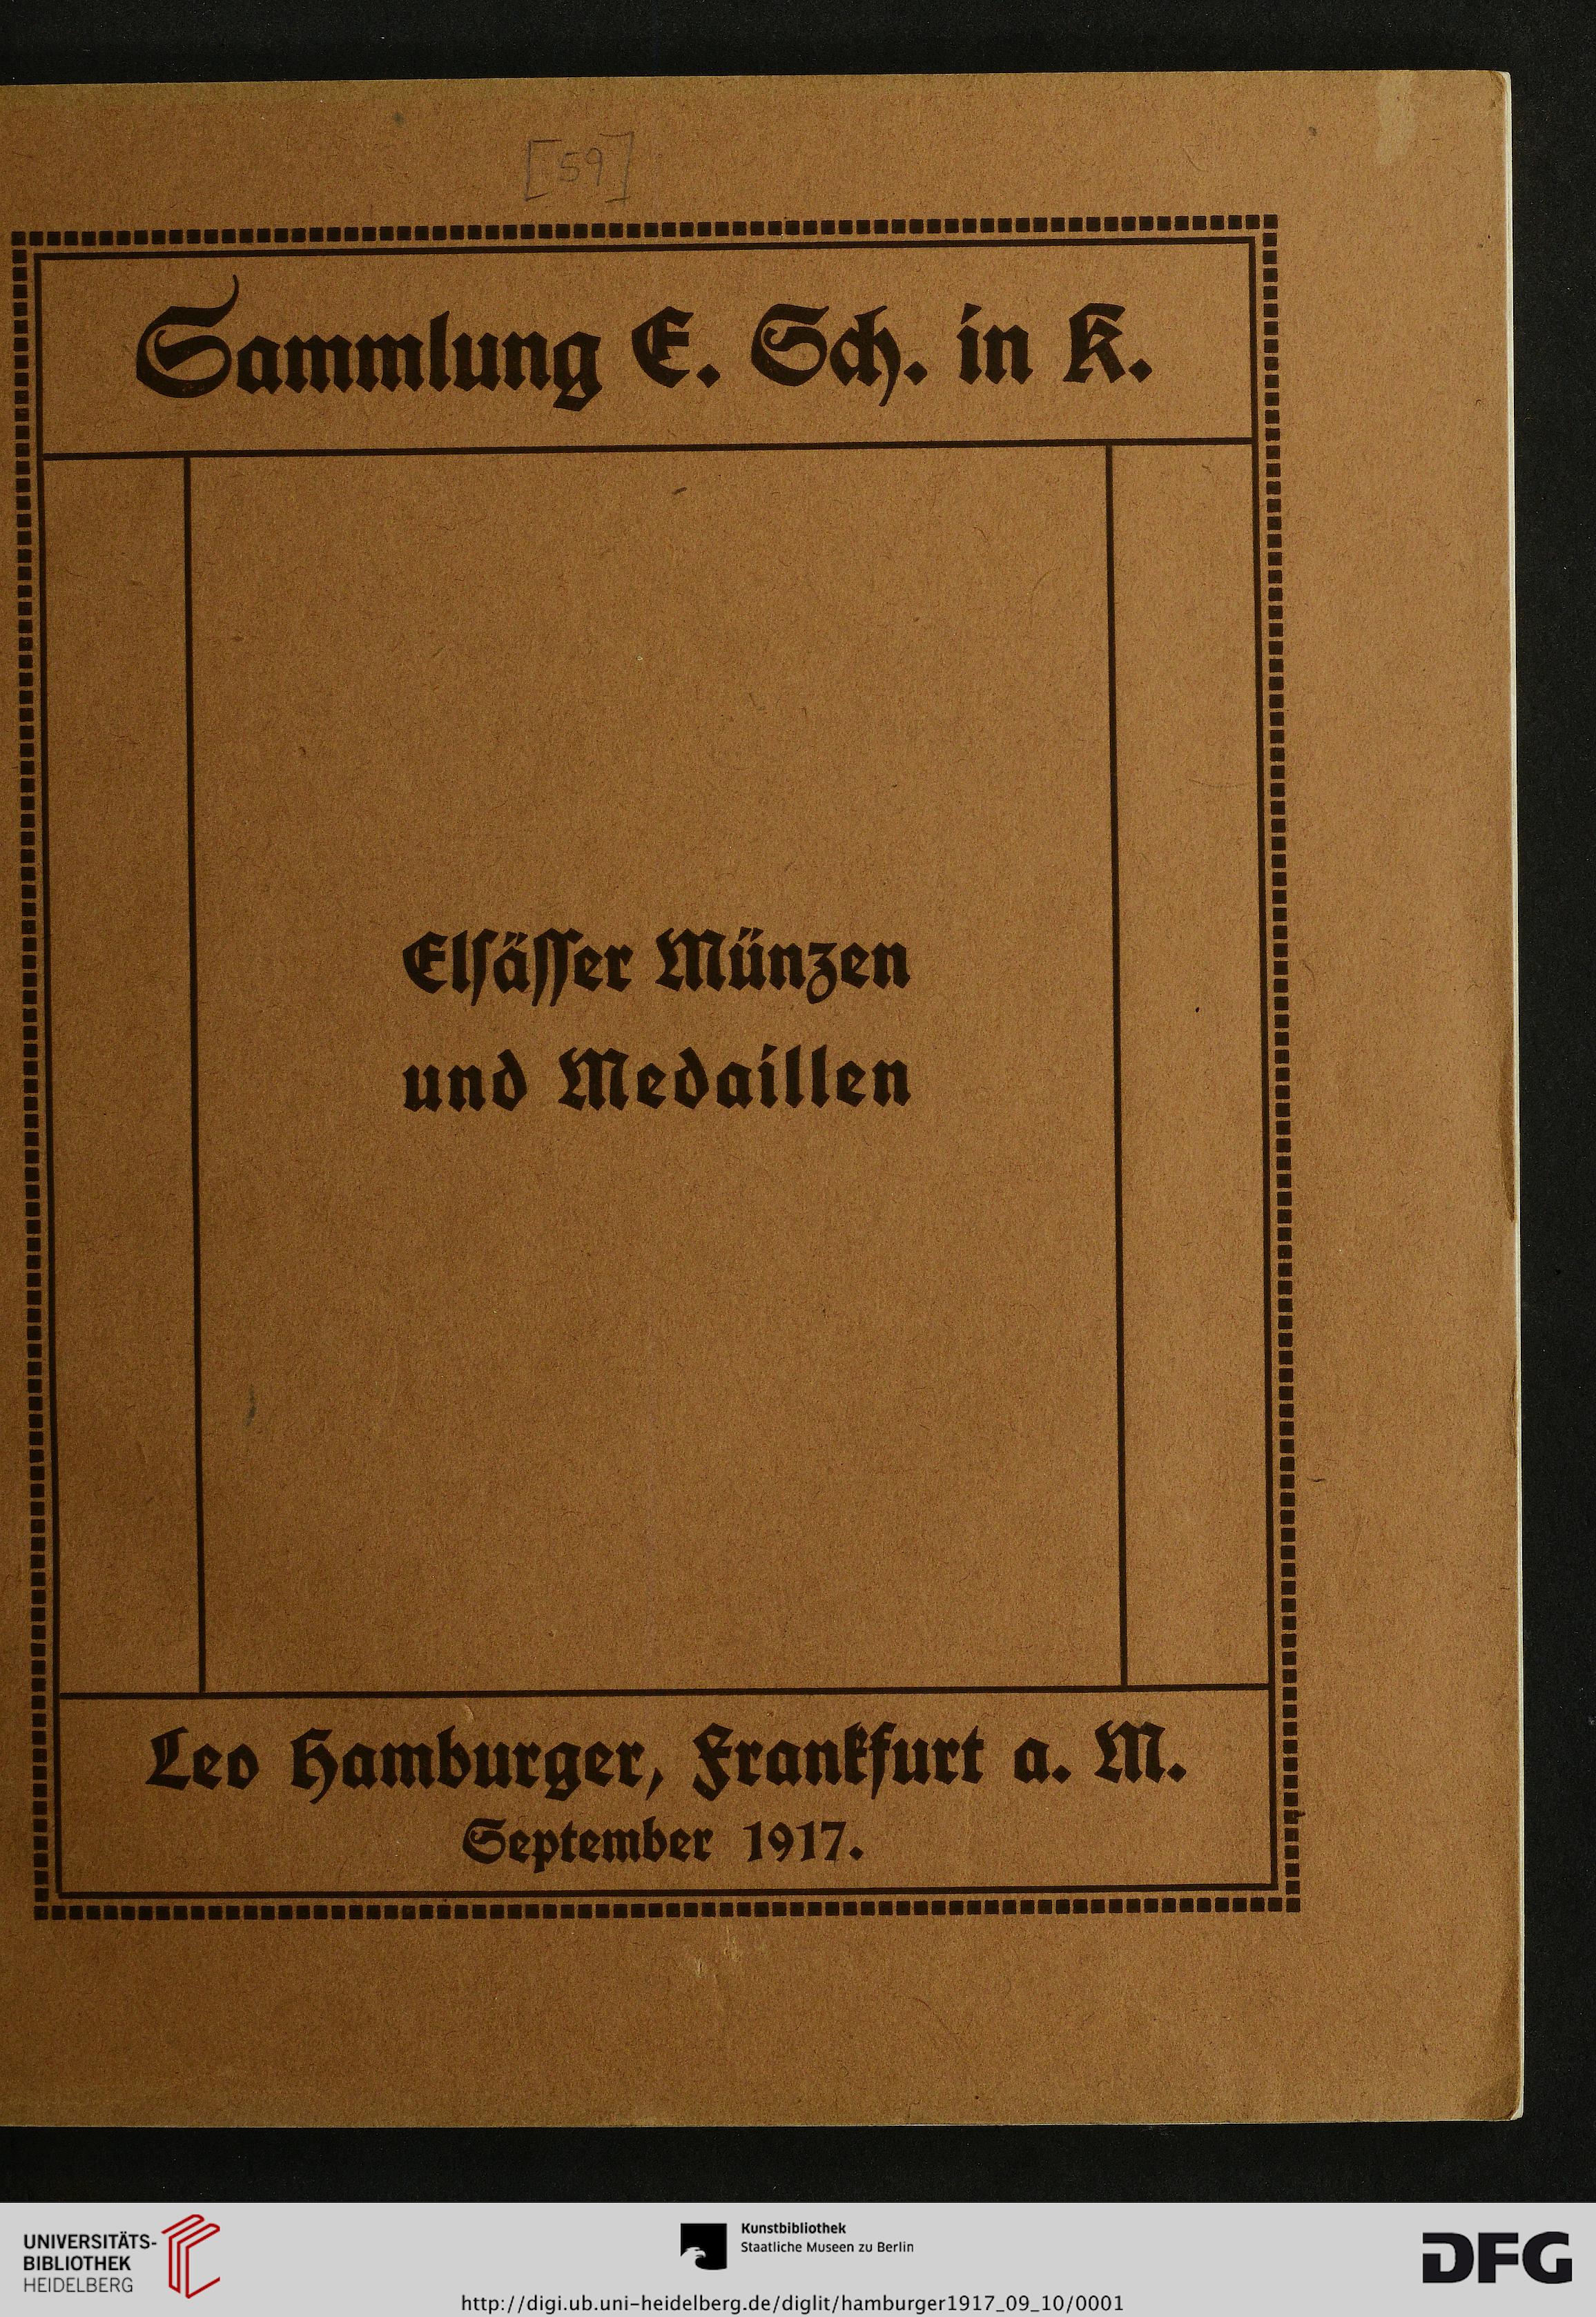 [59]
Sammlung E. Sch. in K.
Elsässer Münzen
und Medaillen
Leo Hamburger, Frankfurt a. M.
September 1917.
UNIVERSITÄTS-
BIBLIOTHEK
HEIDELBERG
Kunstbibliothek
Staatliche Museen zu Berlin
DFG
http://digi.ub.uni-heidelberg.de/diglit/hamburger1917_09_10/0001